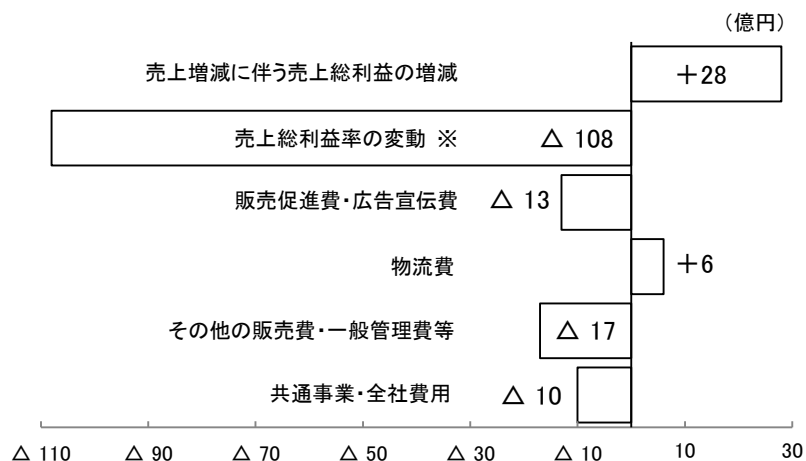 （億円）
売上増減に伴う売上総利益の増減 ＋28
売上総利益率の変動 ※ △ 108
販売促進費・広告宣伝費 △ 13
物流費 ＋6
その他の販売費・一般管理費等 △ 17
共通事業・全社費用 △ 10
△ 110 △ 90 △ 70 △ 50 △ 30 △ 10 10 30